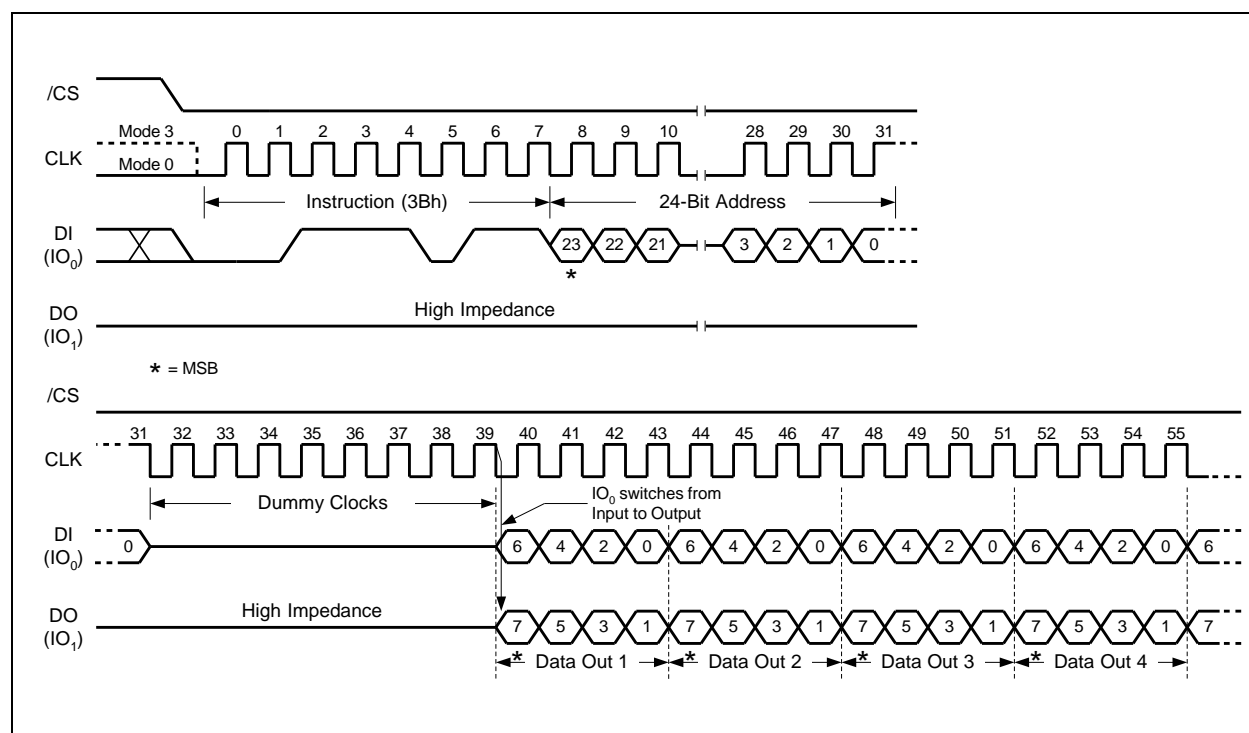 /CS
Mode 3
0 1 2 3 4 5 6 7 8 9 10 28 29 30 31
CLK
Mode 0
Instruction (3Bh) 24-Bit Address
DI
(IO0)
23 22 21 3 2 1 0
*
DO
(IO1)
High Impedance
* = MSB
/CS
31 32 33 34 35 36 37 38 39 40 41 42 43 44 45 46 47 48 49 50 51 52 53 54 55
CLK
Dummy Clocks
IO0 switches from
Input to Output
DI
(IO0)
0 6 4 2 0 6 4 2 0 6 4 2 0 6 4 2 0 6
DO
(IO1)
High Impedance
7 5 3 1 7 5 3 1 7 5 3 1 7 5 3 1 7
* Data Out 1 * Data Out 2 * Data Out 3 * Data Out 4